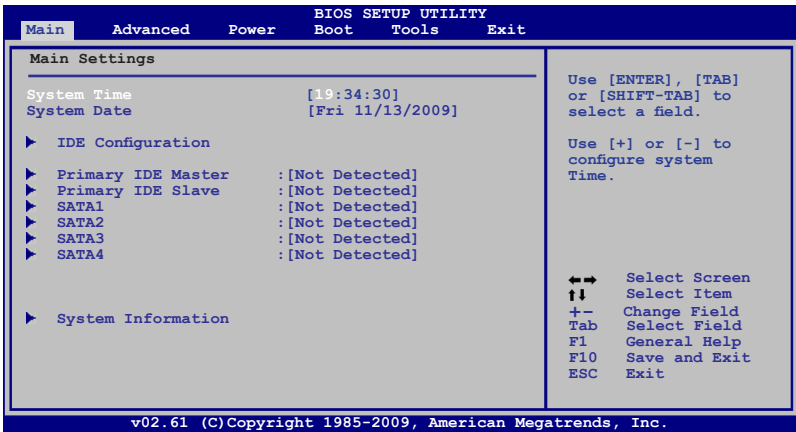 BIOS SETUP UTILITY
Main Advanced Power Boot Tools Exit
Main Settings
System Time [19:34:30]
System Date [Fri 11/13/2009]
IDE Configuration
Primary IDE Master :[Not Detected]
Primary IDE Slave :[Not Detected]
SATA1 :[Not Detected]
SATA2 :[Not Detected]
SATA3 :[Not Detected]
SATA4 :[Not Detected]
System Information
Use [ENTER], [TAB]
or [SHIFT-TAB] to
select a field.
Use [+] or [-] to
configure system
Time.
←→ Select Screen
↑↓ Select Item
+- Change Field
Tab Select Field
F1 General Help
F10 Save and Exit
ESC Exit
v02.61 (C)Copyright 1985-2009, American Megatrends, Inc.